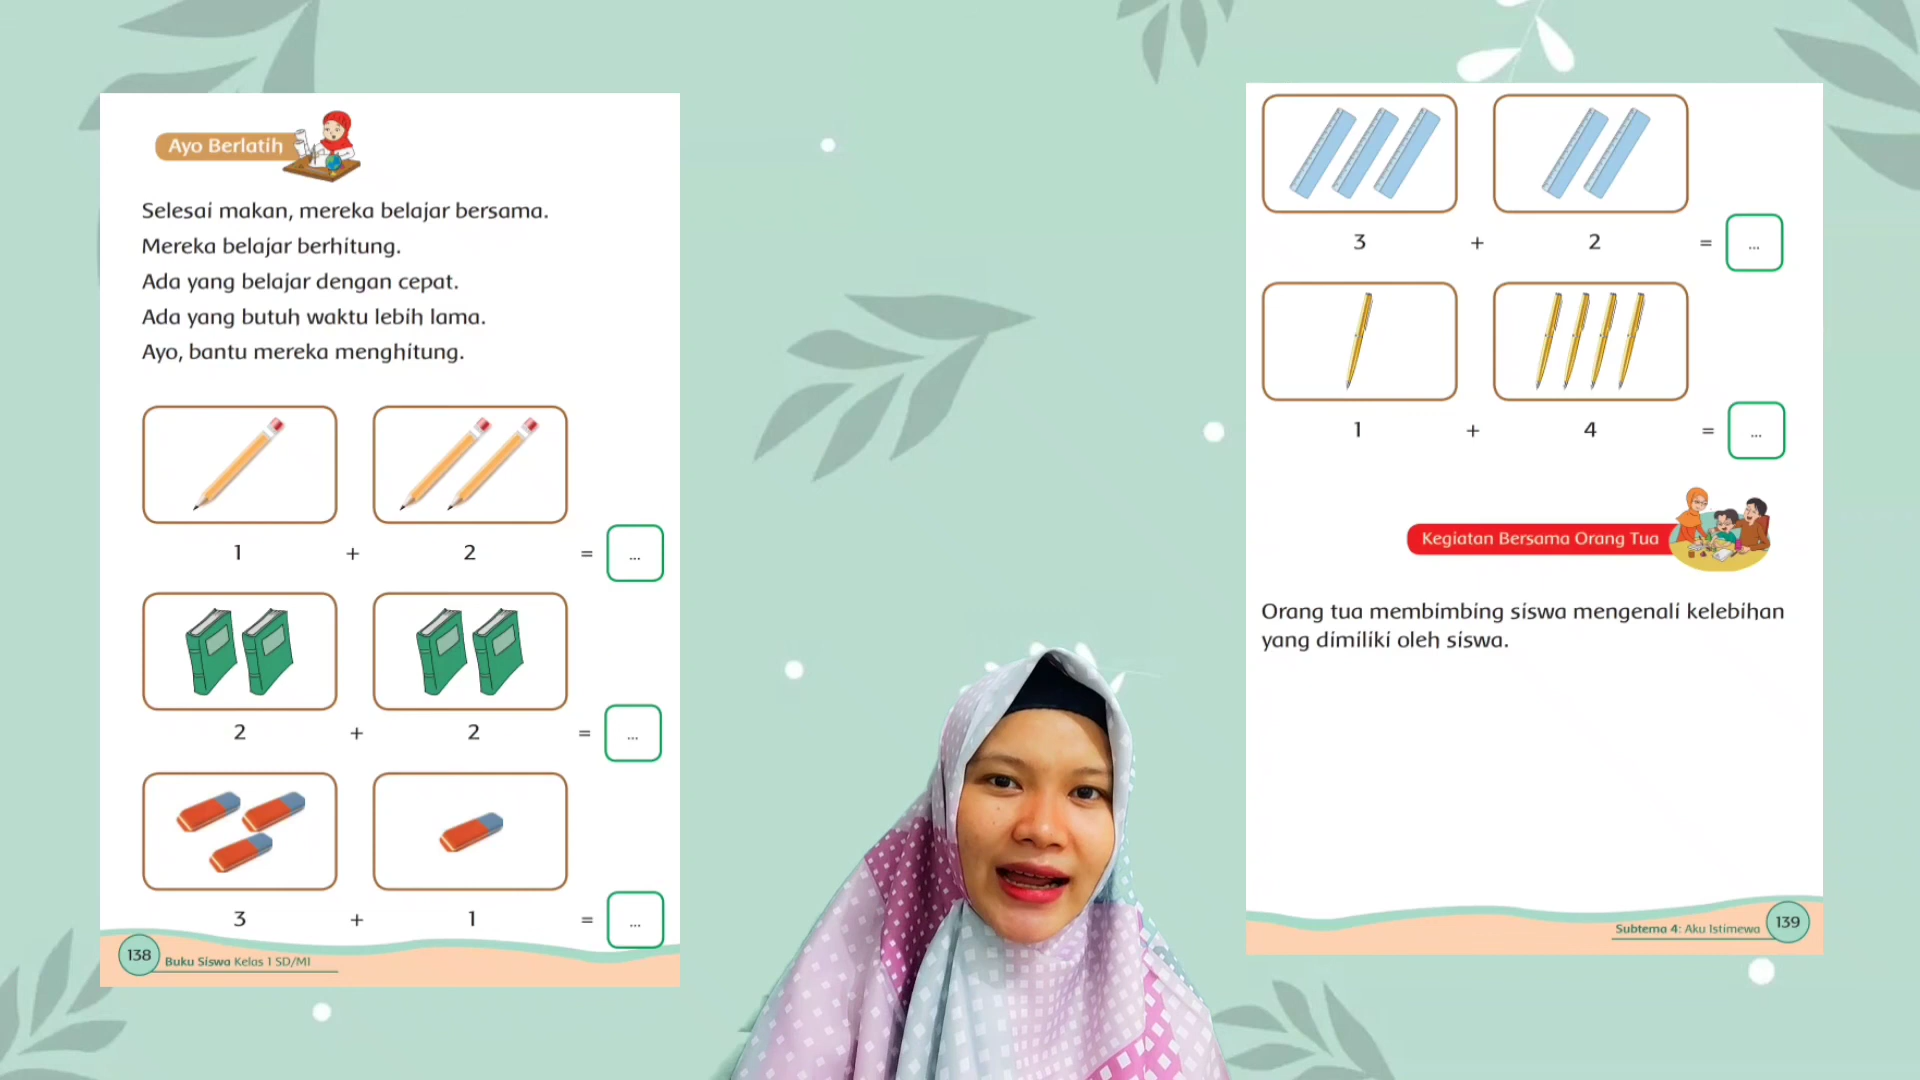 Ayo Berlatih
Selesai makan, mereka belajar bersama.
Mereka belajar berhitung.
Ada yang belajar dengan cepat.
Ada yang butuh waktu lebih lama.
Ayo, bantu mereka menghitung.
1 + 2 = ...
2 + 2 = ...
3 + 1 = ...
138 Buku Siswa Kelas 1 SD/MI
3 + 2 = ...
1 + 4 = ...
Kegiatan Bersama Orang Tua
Orang tua membimbing siswa mengenali kelebihan
yang dimiliki oleh siswa.
Subtema 4: Aku Istimewa 139